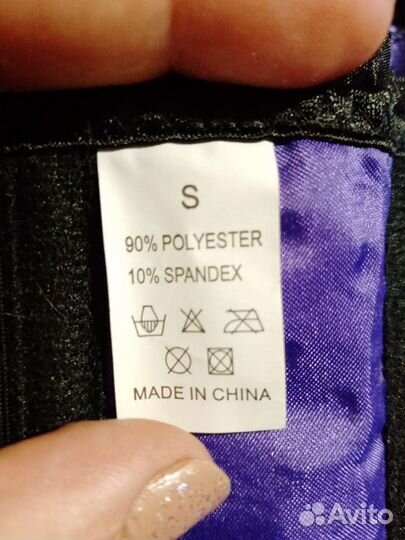 S
90% POLYESTER
10% SPANDEX
MADE IN CHINA
Avito